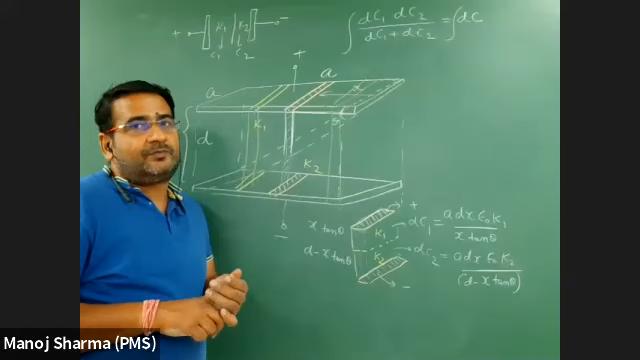 + K₁ K₂ −
C₁ C₂
∫ dC₁ dC₂ / dC₁ + dC₂ = ∫ dC
+
a
a
x
d
K₁
K₂
−
+
x tanθ
K₁
dC₁ = a dx ε₀ K₁ / x tanθ
d − x tanθ
K₂
dC₂ = a dx ε₀ K₂ / (d − x tanθ)
−
Manoj Sharma (PMS)